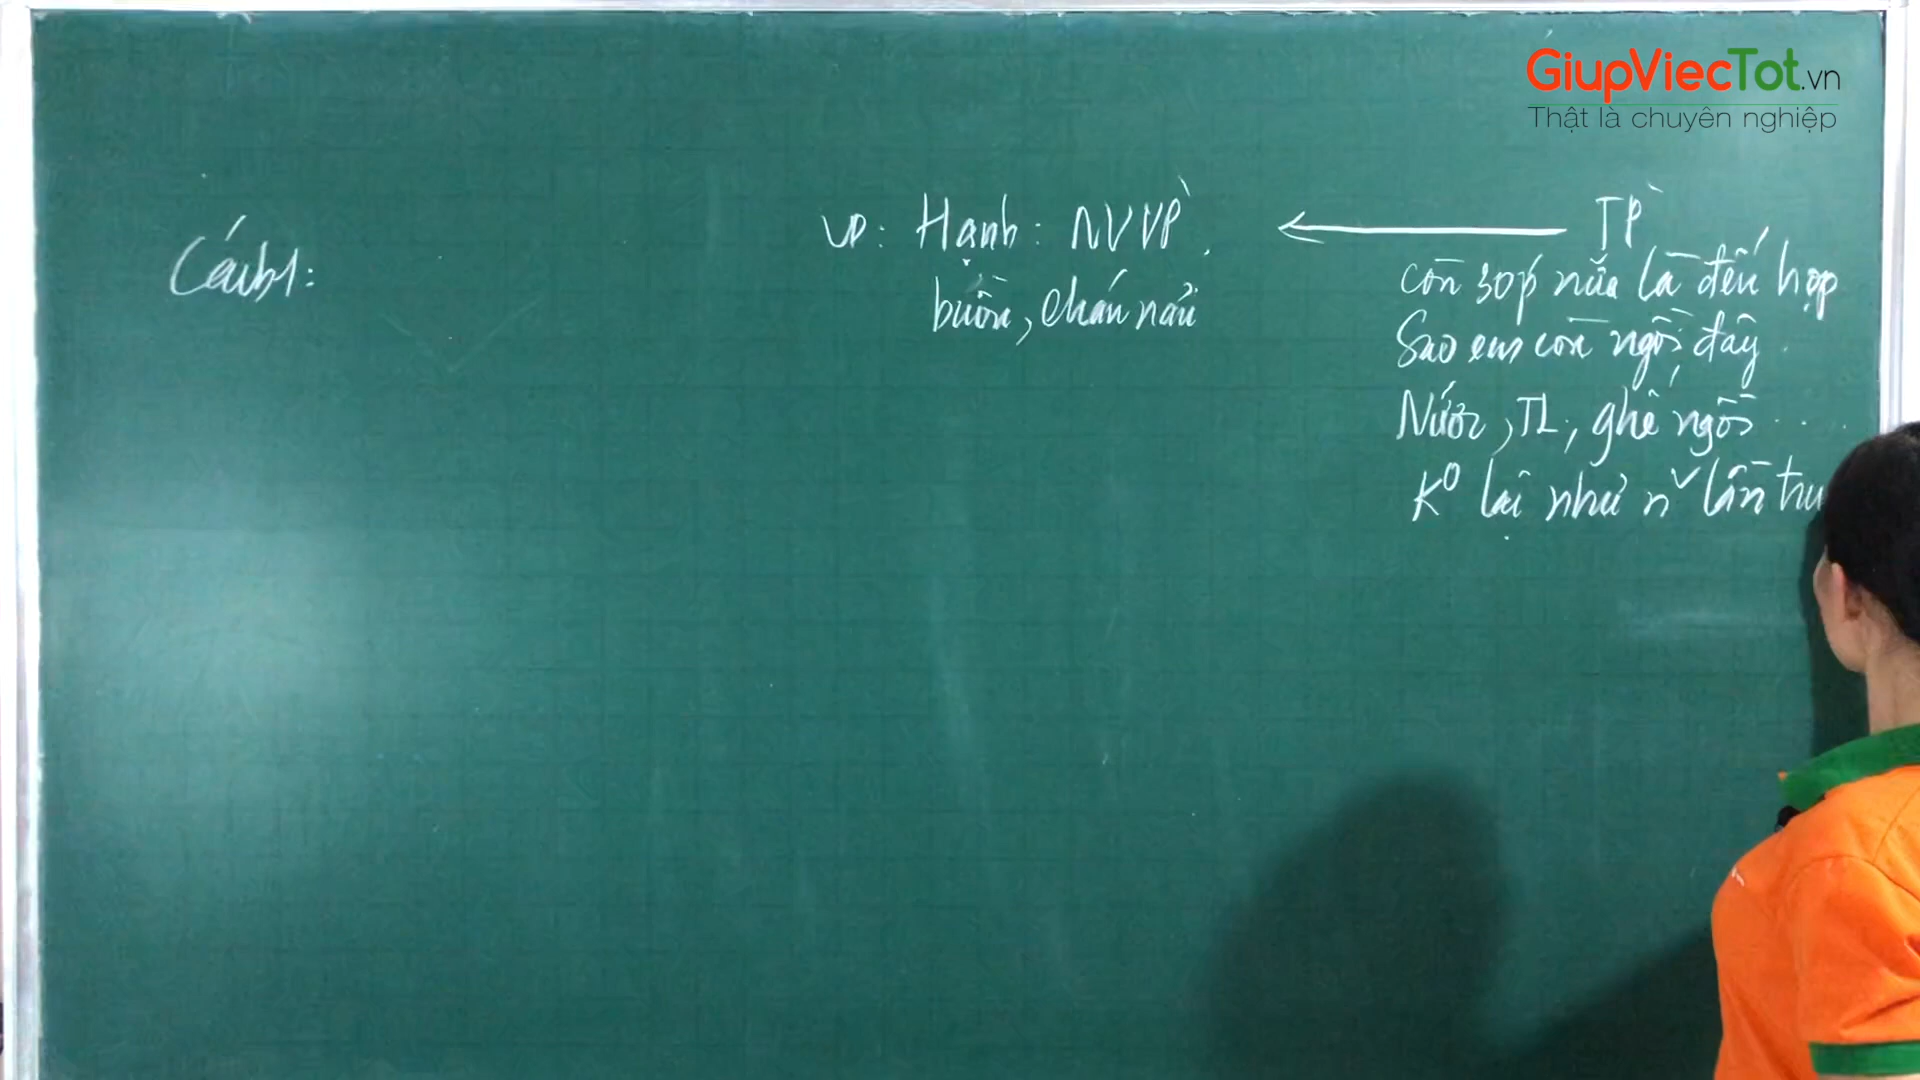 GiupViecTot.vn
Thật là chuyên nghiệp
Cách 1:
VD: Hạnh: NVVP
buồn, chán nản
TP
còn 30p nữa là đến họp
Sao em còn ngồi đây
Nước, TL, ghế ngồi ....
K⁰ lại như n lần